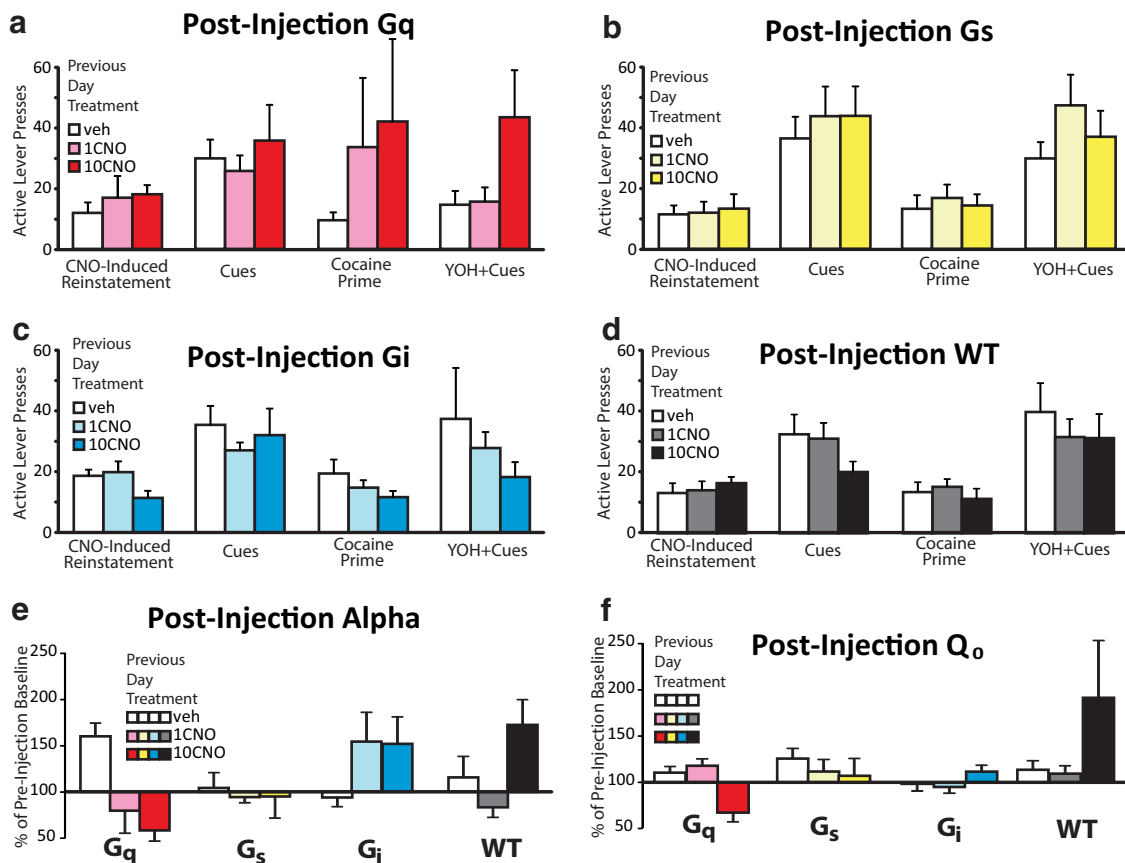 a
Post-Injection Gq
Previous
Day
Treatment
veh
1CNO
10CNO
Active Lever Presses
60
40
20
0
CNO-Induced
Reinstatement
Cues
Cocaine
Prime
YOH+Cues
b
Post-Injection Gs
Previous
Day
Treatment
veh
1CNO
10CNO
Active Lever Presses
60
40
20
0
CNO-Induced
Reinstatement
Cues
Cocaine
Prime
YOH+Cues
c
Post-Injection Gi
Previous
Day
Treatment
veh
1CNO
10CNO
Active Lever Presses
60
40
20
0
CNO-Induced
Reinstatement
Cues
Cocaine
Prime
YOH+Cues
d
Post-Injection WT
Previous
Day
Treatment
veh
1CNO
10CNO
Active Lever Presses
60
40
20
0
CNO-Induced
Reinstatement
Cues
Cocaine
Prime
YOH+Cues
e
Post-Injection Alpha
Previous
Day
Treatment
veh
1CNO
10CNO
% of Pre-Injection Baseline
250
200
150
100
50
Gq
Gs
Gi
WT
f
Post-Injection Qo
Previous
Day
Treatment
% of Pre-Injection Baseline
250
200
150
100
50
Gq
Gs
Gi
WT